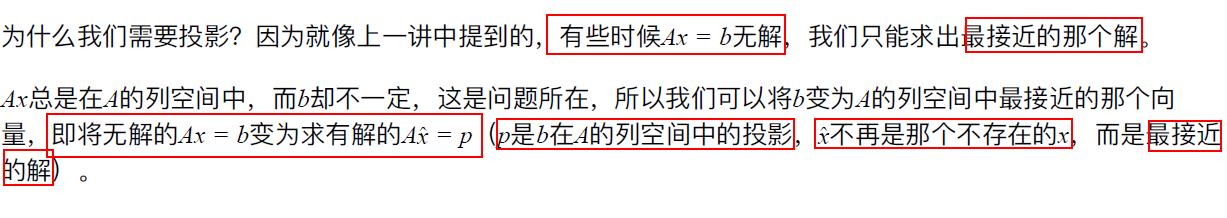 为什么我们需要投影？因为就像上一讲中提到的，有些时候Ax = b无解，我们只能求出最接近的那个解。
Ax总是在A的列空间中，而b却不一定，这是问题所在，所以我们可以将b变为A的列空间中最接近的那个向
量，即将无解的Ax = b变为求有解的Ax̂ = p（p是b在A的列空间中的投影，x̂不再是那个不存在的x，而是最接近
的解）。